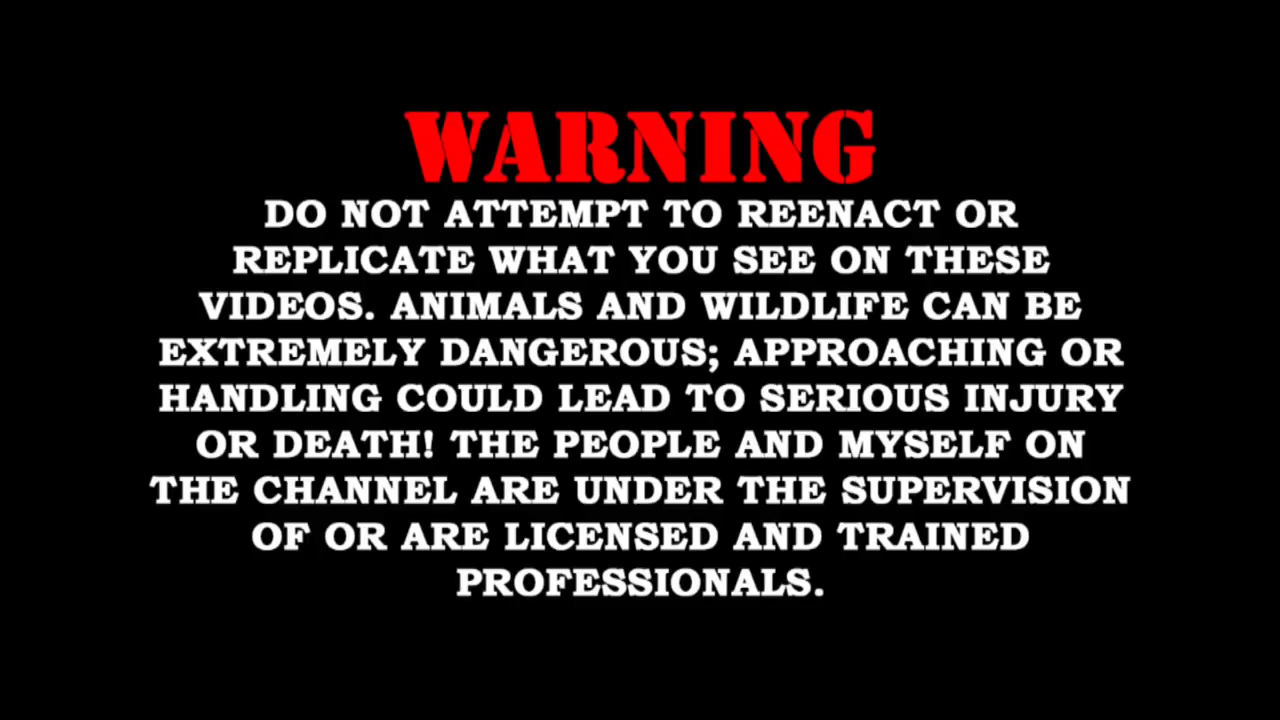 WARNING
DO NOT ATTEMPT TO REENACT OR
REPLICATE WHAT YOU SEE ON THESE
VIDEOS. ANIMALS AND WILDLIFE CAN BE
EXTREMELY DANGEROUS; APPROACHING OR
HANDLING COULD LEAD TO SERIOUS INJURY
OR DEATH! THE PEOPLE AND MYSELF ON
THE CHANNEL ARE UNDER THE SUPERVISION
OF OR ARE LICENSED AND TRAINED
PROFESSIONALS.